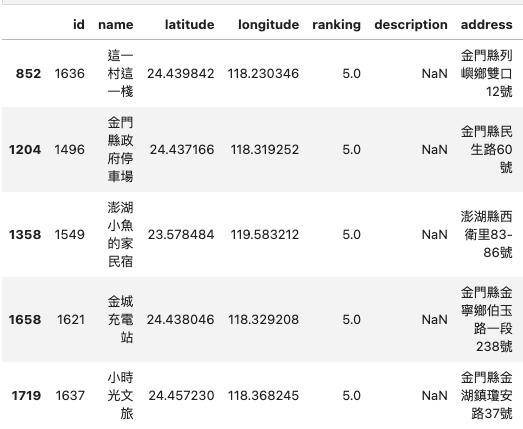 id name latitude longitude ranking description address
852 1636 這一村這一棧 24.439842 118.230346 5.0 NaN 金門縣列嶼鄉雙口12號
1204 1496 金門縣政府停車場 24.437166 118.319252 5.0 NaN 金門縣民生路60號
1358 1549 澎湖小魚的家民宿 23.578484 119.583212 5.0 NaN 澎湖縣西衛里83-86號
1658 1621 金城充電站 24.438046 118.329208 5.0 NaN 金門縣金寧鄉伯玉路一段238號
1719 1637 小時光文旅 24.457230 118.368245 5.0 NaN 金門縣金湖鎮瓊安路37號